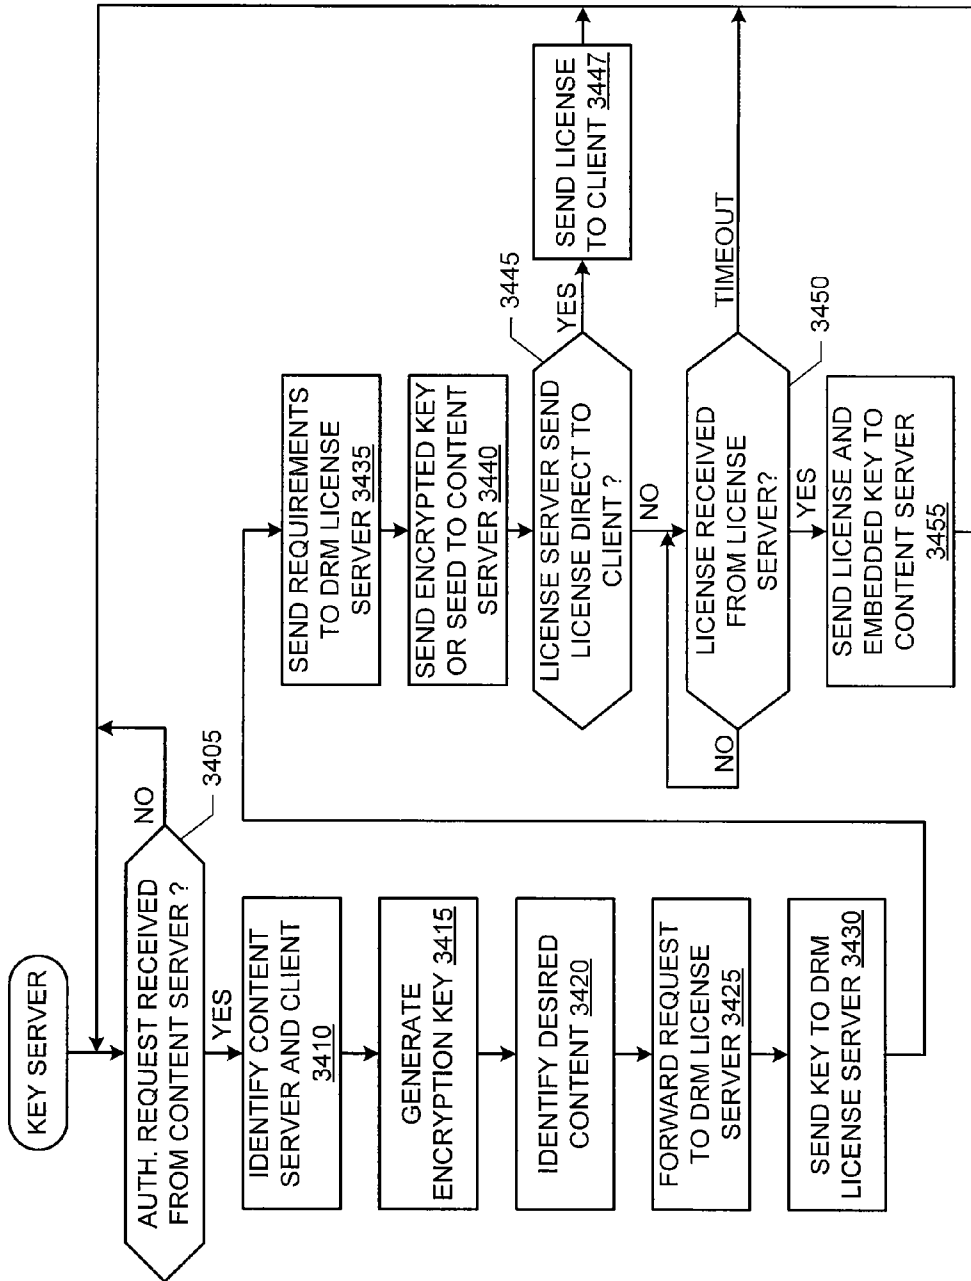 KEY SERVER
AUTH. REQUEST RECEIVED
FROM CONTENT SERVER ?
NO
3405
YES
IDENTIFY CONTENT
SERVER AND CLIENT
3410
GENERATE
ENCRYPTION KEY 3415
IDENTIFY DESIRED
CONTENT 3420
FORWARD REQUEST
TO DRM LICENSE
SERVER 3425
SEND KEY TO DRM
LICENSE SERVER 3430
SEND REQUIREMENTS
TO DRM LICENSE
SERVER 3435
SEND ENCRYPTED KEY
OR SEED TO CONTENT
SERVER 3440
LICENSE SERVER SEND
LICENSE DIRECT TO
CLIENT ?
3445
YES
SEND LICENSE
TO CLIENT 3447
NO
LICENSE RECEIVED
FROM LICENSE
SERVER?
3450
NO
TIMEOUT
YES
SEND LICENSE AND
EMBEDDED KEY TO
CONTENT SERVER
3455